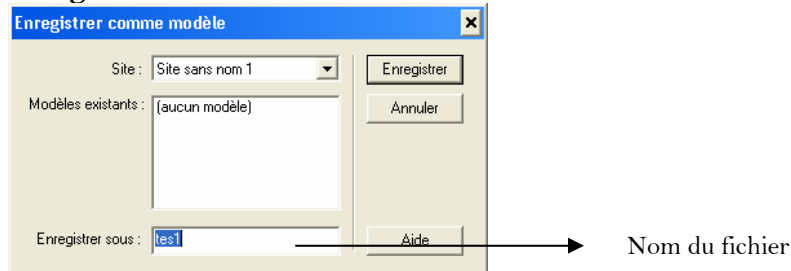 Enregistrer comme modèle
Site : Site sans nom 1 Enregistrer
Modèles existants : (aucun modèle) Annuler
Enregistrer sous : tes1 Aide Nom du fichier